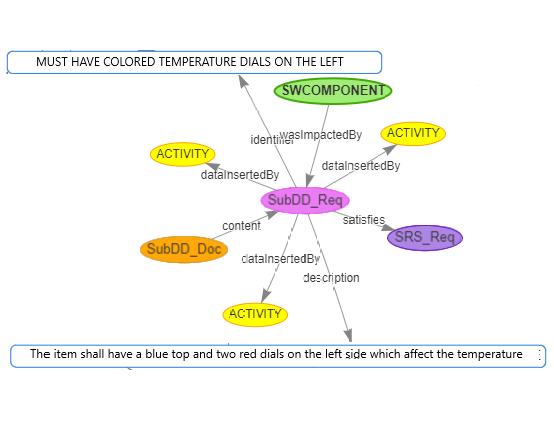 MUST HAVE COLORED TEMPERATURE DIALS ON THE LEFT
SWCOMPONENT
identifier
wasImpactedBy
ACTIVITY
ACTIVITY
dataInsertedBy
dataInsertedBy
SubDD_Req
content
satisfies
SubDD_Doc
SRS_Req
dataInsertedBy
description
ACTIVITY
The item shall have a blue top and two red dials on the left side which affect the temperature